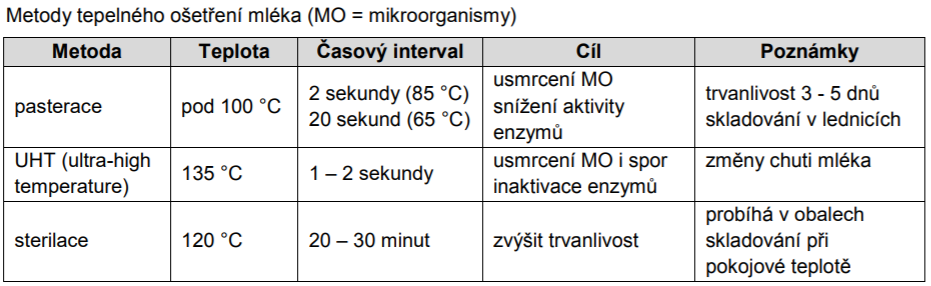 Metody tepelného ošetření mléka (MO = mikroorganismy)
Metoda Teplota Časový interval Cíl Poznámky
pasterace
pod 100 °C
2 sekundy (85 °C)
20 sekund (65 °C)
usmrcení MO
snížení aktivity
enzymů
trvanlivost 3 - 5 dnů
skladování v lednicích
UHT (ultra-high
temperature)
135 °C
1 – 2 sekundy
usmrcení MO i spor
inaktivace enzymů
změny chuti mléka
sterilace
120 °C
20 – 30 minut
zvýšit trvanlivost
probíhá v obalech
skladování při
pokojové teplotě